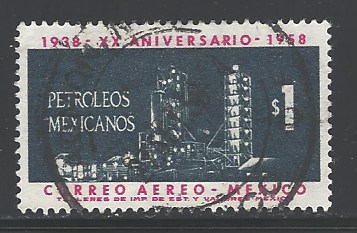 1938 - XX ANIVERSARIO - 1958
PETROLEOS
MEXICANOS
$1
CORREO AEREO - MEXICO
TALLERES DE IMP. DE EST. Y VALORES - MEXICO